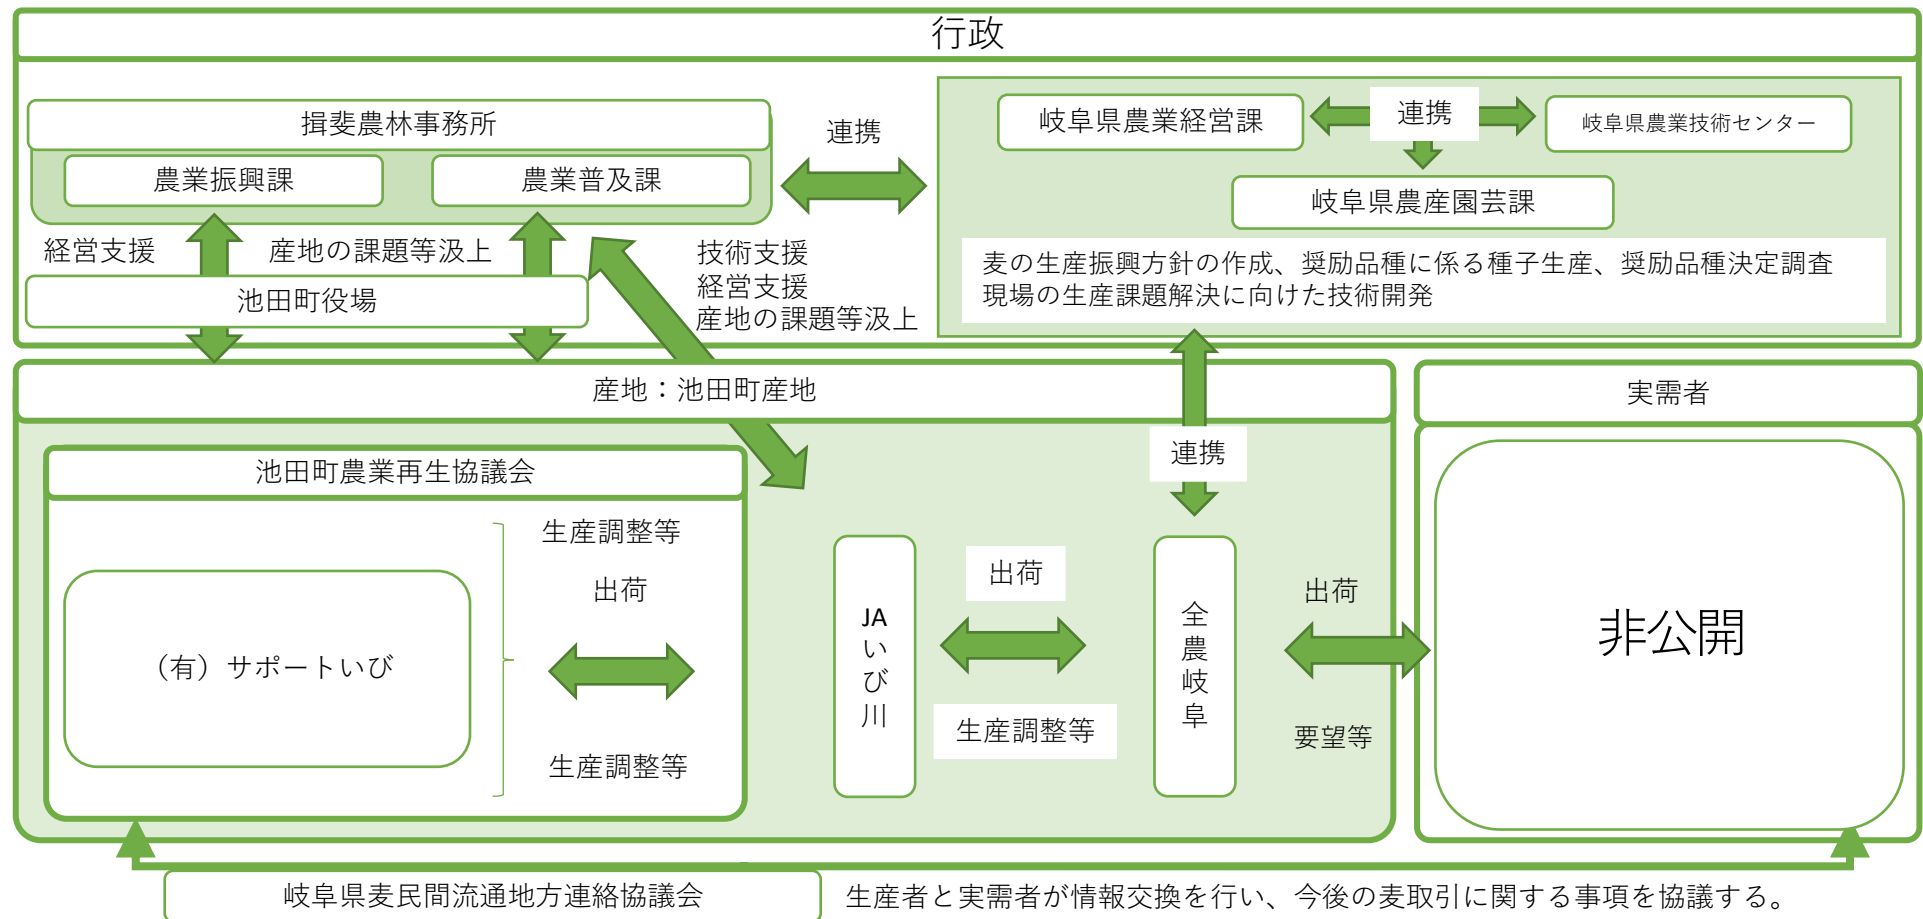 行政
揖斐農林事務所
農業振興課
農業普及課
連携
岐阜県農業経営課
連携
岐阜県農業技術センター
岐阜県農産園芸課
麦の生産振興方針の作成、奨励品種に係る種子生産、奨励品種決定調査
現場の生産課題解決に向けた技術開発
経営支援
産地の課題等汲上
技術支援
経営支援
産地の課題等汲上
池田町役場
産地：池田町産地
実需者
連携
池田町農業再生協議会
生産調整等
出荷
（有）サポートいび
生産調整等
JAいび川
出荷
生産調整等
全農岐阜
出荷
要望等
非公開
岐阜県麦民間流通地方連絡協議会
生産者と実需者が情報交換を行い、今後の麦取引に関する事項を協議する。